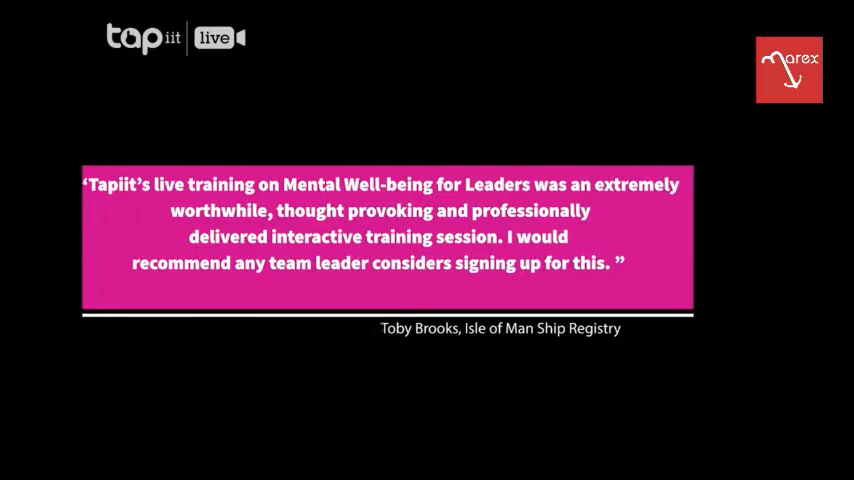 tapiit live
marex
‘Tapiit’s live training on Mental Well-being for Leaders was an extremely
worthwhile, thought provoking and professionally
delivered interactive training session. I would
recommend any team leader considers signing up for this. ”
Toby Brooks, Isle of Man Ship Registry